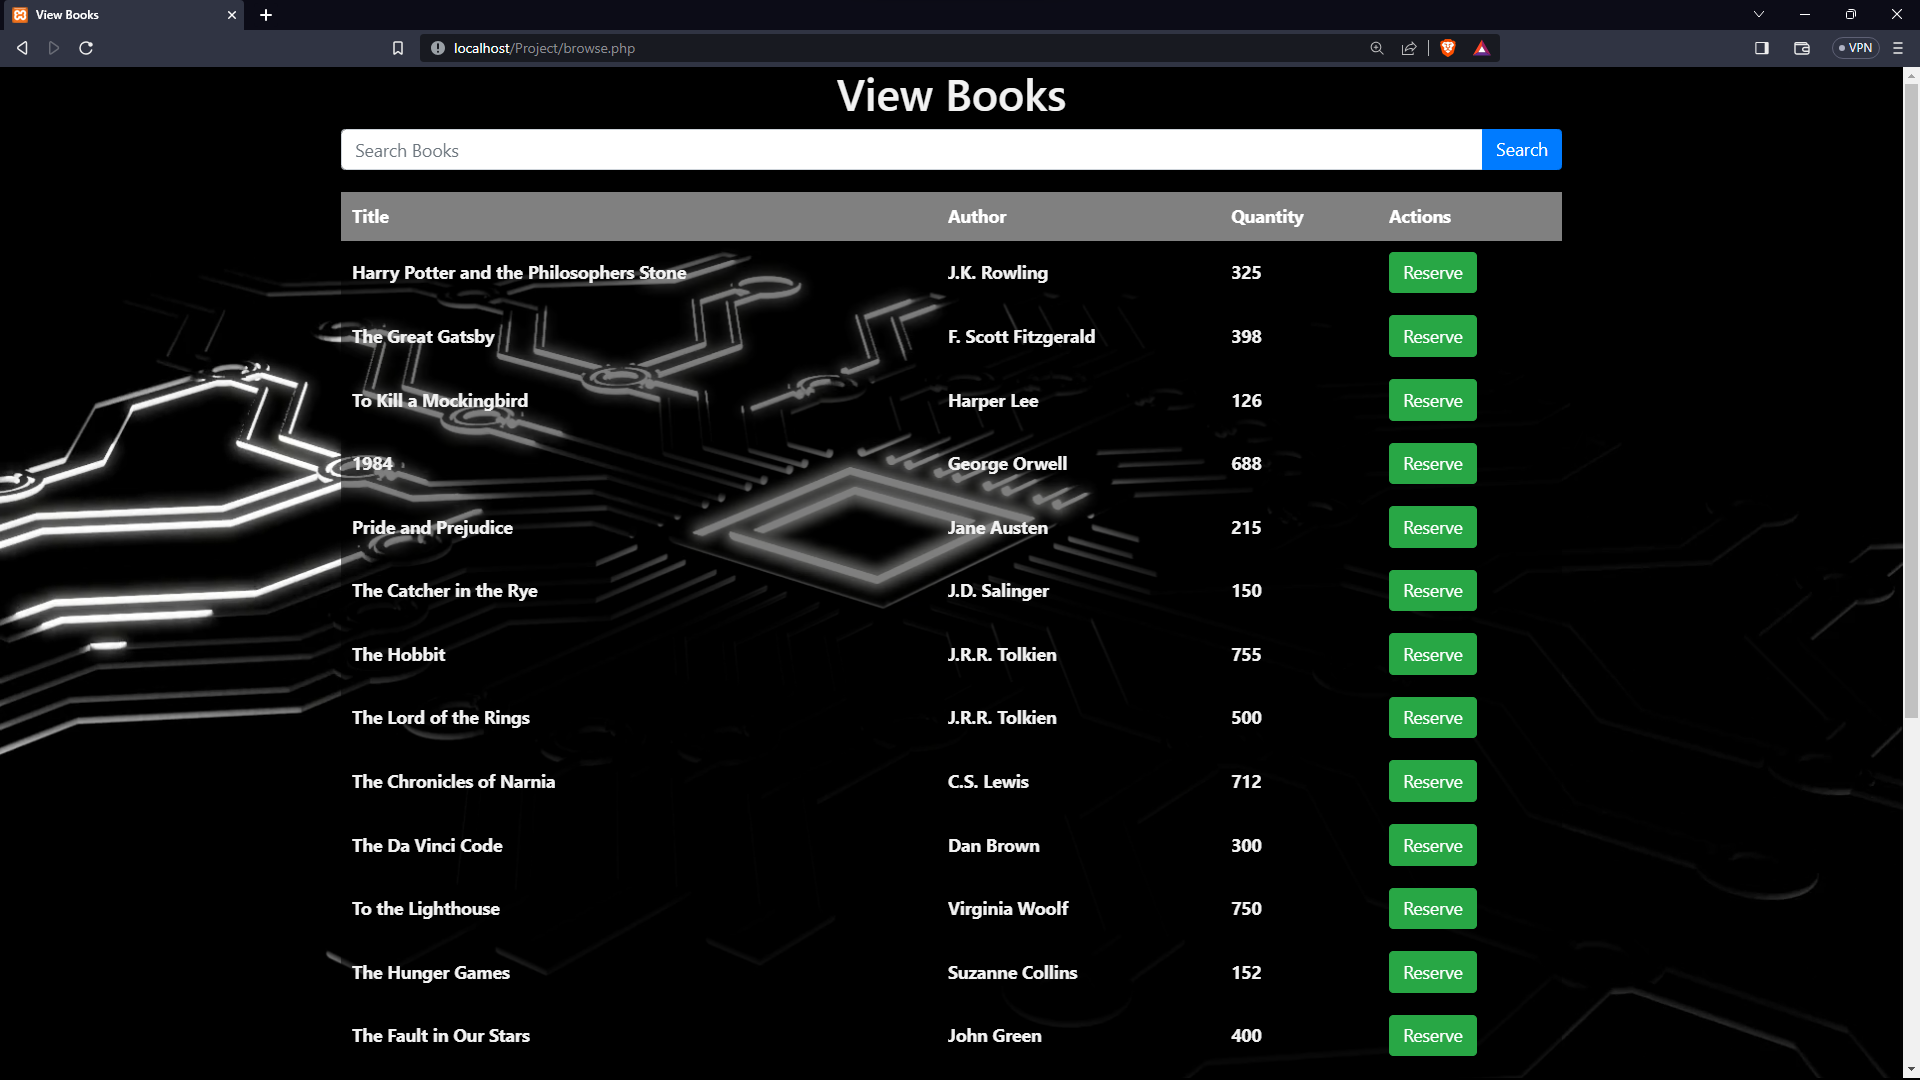 View Books
localhost/Project/browse.php
VPN
View Books
Search Books Search
Title Author Quantity Actions
Harry Potter and the Philosophers Stone J.K. Rowling 325 Reserve
The Great Gatsby F. Scott Fitzgerald 398 Reserve
To Kill a Mockingbird Harper Lee 126 Reserve
1984 George Orwell 688 Reserve
Pride and Prejudice Jane Austen 215 Reserve
The Catcher in the Rye J.D. Salinger 150 Reserve
The Hobbit J.R.R. Tolkien 755 Reserve
The Lord of the Rings J.R.R. Tolkien 500 Reserve
The Chronicles of Narnia C.S. Lewis 712 Reserve
The Da Vinci Code Dan Brown 300 Reserve
To the Lighthouse Virginia Woolf 750 Reserve
The Hunger Games Suzanne Collins 152 Reserve
The Fault in Our Stars John Green 400 Reserve